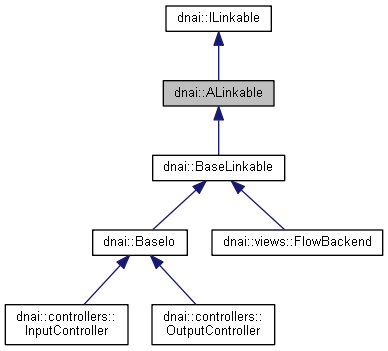 dnai::ILinkable
dnai::ALinkable
dnai::BaseLinkable
dnai::BaseIo
dnai::views::FlowBackend
dnai::controllers::
InputController
dnai::controllers::
OutputController